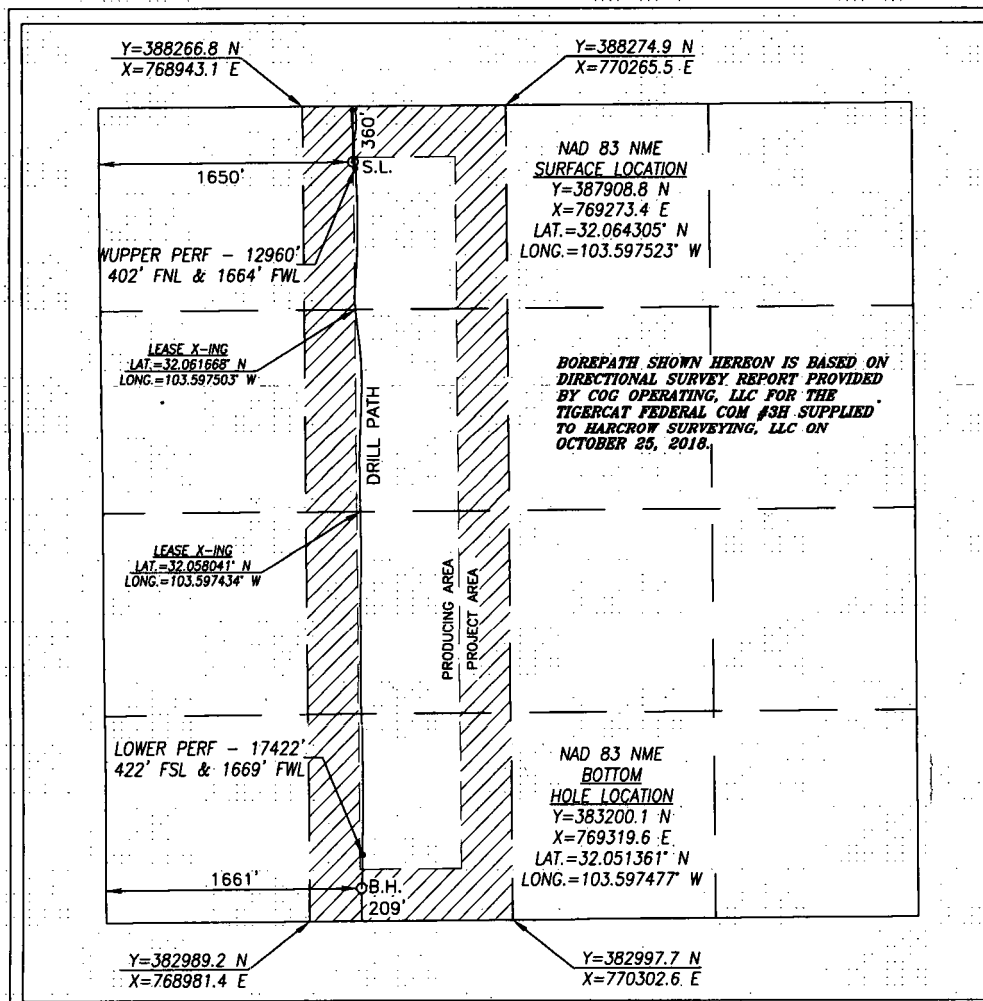 Y=388266.8 N
X=768943.1 E
Y=388274.9 N
X=770265.5 E
360'
S.L.
1650'
NAD 83 NME
SURFACE LOCATION
Y=387908.8 N
X=769273.4 E
LAT.=32.064305° N
LONG.=103.597523° W
WUPPER PERF - 12960'
402' FNL & 1664' FWL
LEASE X-ING
LAT.=32.061668° N
LONG.=103.597503° W
BOREPATH SHOWN HEREON IS BASED ON
DIRECTIONAL SURVEY REPORT PROVIDED
BY COG OPERATING, LLC FOR THE
TIGERCAT FEDERAL COM #3H SUPPLIED
TO HARCROW SURVEYING, LLC ON
OCTOBER 25, 2018.
DRILL PATH
LEASE X-ING
LAT.=32.058041° N
LONG.=103.597434° W
PRODUCING AREA
PROJECT AREA
LOWER PERF - 17422'
422' FSL & 1669' FWL
NAD 83 NME
BOTTOM
HOLE LOCATION
Y=383200.1 N
X=769319.6 E
LAT.=32.051361° N
LONG.=103.597477° W
1661'
B.H.
209'
Y=382989.2 N
X=768981.4 E
Y=382997.7 N
X=770302.6 E